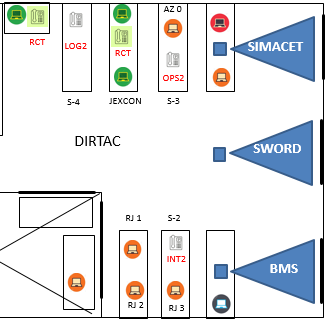 AZ 0
SIMACET
RCT
LOG2
RCT
OPS2
S-4
JEXCON
S-3
DIRTAC
SWORD
RJ 1
S-2
INT2
BMS
RJ 2
RJ 3